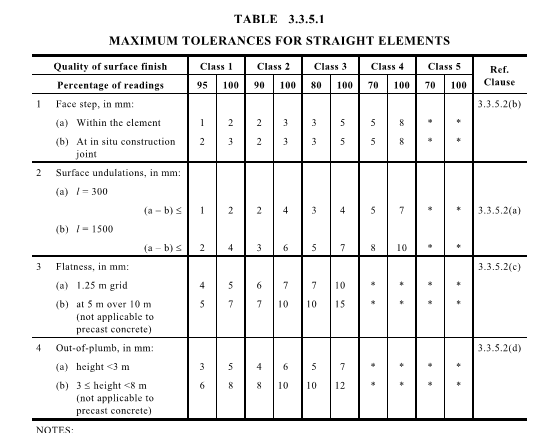 TABLE 3.3.5.1
MAXIMUM TOLERANCES FOR STRAIGHT ELEMENTS
Quality of surface finish Class 1 Class 2 Class 3 Class 4 Class 5 Ref. Clause
Percentage of readings 95 100 90 100 80 100 70 100 70 100
1 Face step, in mm: 3.3.5.2(b)
(a) Within the element 1 2 2 3 3 5 5 8 * *
(b) At in situ construction 2 3 2 3 3 5 5 8 * *
joint
2 Surface undulations, in mm:
(a) l = 300
(a – b) ≤ 1 2 2 4 3 4 5 7 * * 3.3.5.2(a)
(b) l = 1500
(a – b) ≤ 2 4 3 6 5 7 8 10 * *
3 Flatness, in mm: 3.3.5.2(c)
(a) 1.25 m grid 4 5 6 7 7 10 * * * *
(b) at 5 m over 10 m 5 7 7 10 10 15 * * * *
(not applicable to
precast concrete)
4 Out-of-plumb, in mm: 3.3.5.2(d)
(a) height <3 m 3 5 4 6 5 7 * * * *
(b) 3 ≤ height <8 m 6 8 8 10 10 12 * * * *
(not applicable to
precast concrete)
NOTES: